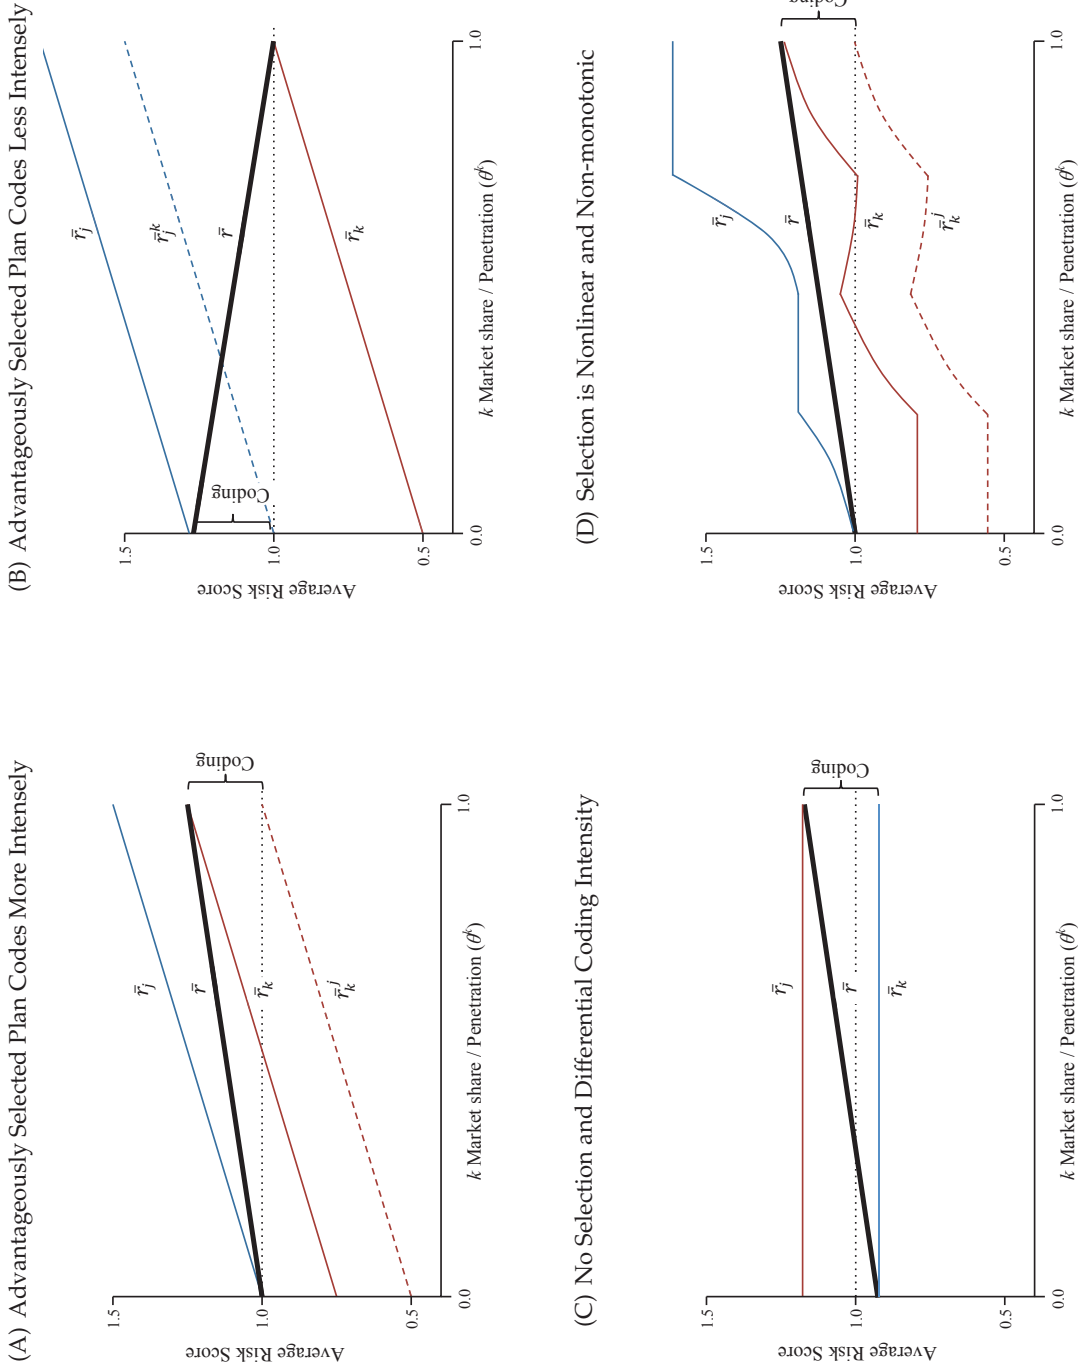 (A) Advantageously Selected Plan Codes More Intensely
Average Risk Score
1.5
1.0
0.5
0.0
1.0
k Market share / Penetration (θᵏ)
r̄ⱼ
r̄
r̄ₖ
r̄ₖʲ
Coding
(B) Advantageously Selected Plan Codes Less Intensely
Average Risk Score
1.5
1.0
0.5
0.0
1.0
k Market share / Penetration (θᵏ)
r̄ⱼ
r̄ⱼᵏ
r̄
r̄ₖ
Coding
(C) No Selection and Differential Coding Intensity
Average Risk Score
1.5
1.0
0.5
0.0
1.0
k Market share / Penetration (θᵏ)
r̄ⱼ
r̄
r̄ₖ
Coding
(D) Selection is Nonlinear and Non-monotonic
Average Risk Score
1.5
1.0
0.5
0.0
1.0
k Market share / Penetration (θᵏ)
r̄ⱼ
r̄
r̄ₖ
r̄ₖʲ
Coding